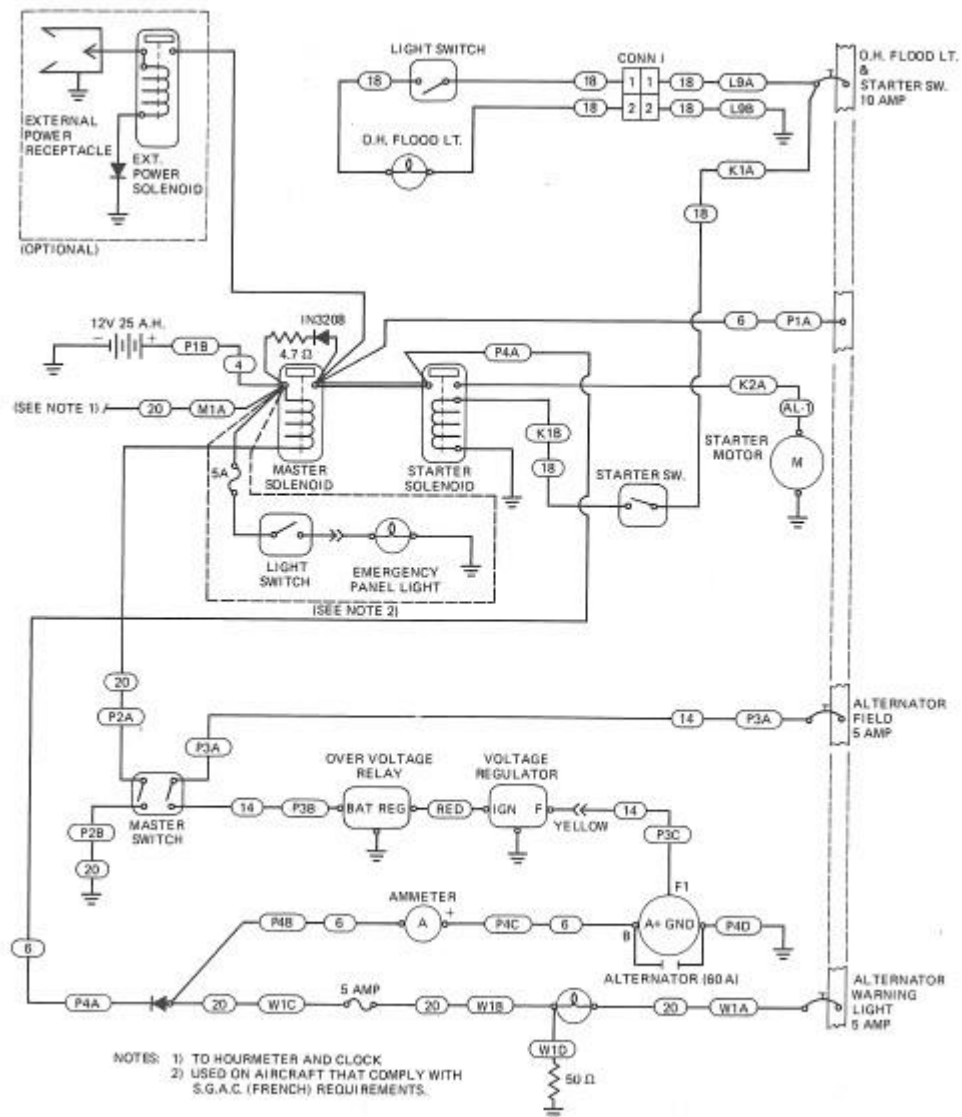 LIGHT SWITCH
CONN I
O.H. FLOOD LT.
&
STARTER SW.
10 AMP
18
18
1 1
18
L9A
18
2 2
18
L9B
O.H. FLOOD LT.
EXTERNAL
POWER
RECEPTACLE
EXT.
POWER
SOLENOID
(OPTIONAL)
K1A
18
12V 25 A.H.
- +
P1B
4
IN3208
4.7 Ω
6
P1A
P4A
K2A
AL-1
(SEE NOTE 1)
20
M1A
MASTER
SOLENOID
STARTER
SOLENOID
K1B
18
STARTER SW.
STARTER
MOTOR
M
5A
LIGHT
SWITCH
EMERGENCY
PANEL LIGHT
(SEE NOTE 2)
20
P2A
P3A
14
P3A
ALTERNATOR
FIELD
5 AMP
MASTER
SWITCH
P2B
20
14
P3B
OVER VOLTAGE
RELAY
BAT REG
RED
VOLTAGE
REGULATOR
IGN F
YELLOW
14
P3C
F1
AMMETER
P4B
6
A
+
P4C
6
B
A+ GND
P4D
ALTERNATOR (60 A)
6
P4A
20
W1C
5 AMP
20
W1B
20
W1A
ALTERNATOR
WARNING
LIGHT
5 AMP
W1D
50 Ω
NOTES: 1) TO HOURMETER AND CLOCK
2) USED ON AIRCRAFT THAT COMPLY WITH
S.G.A.C. (FRENCH) REQUIREMENTS.